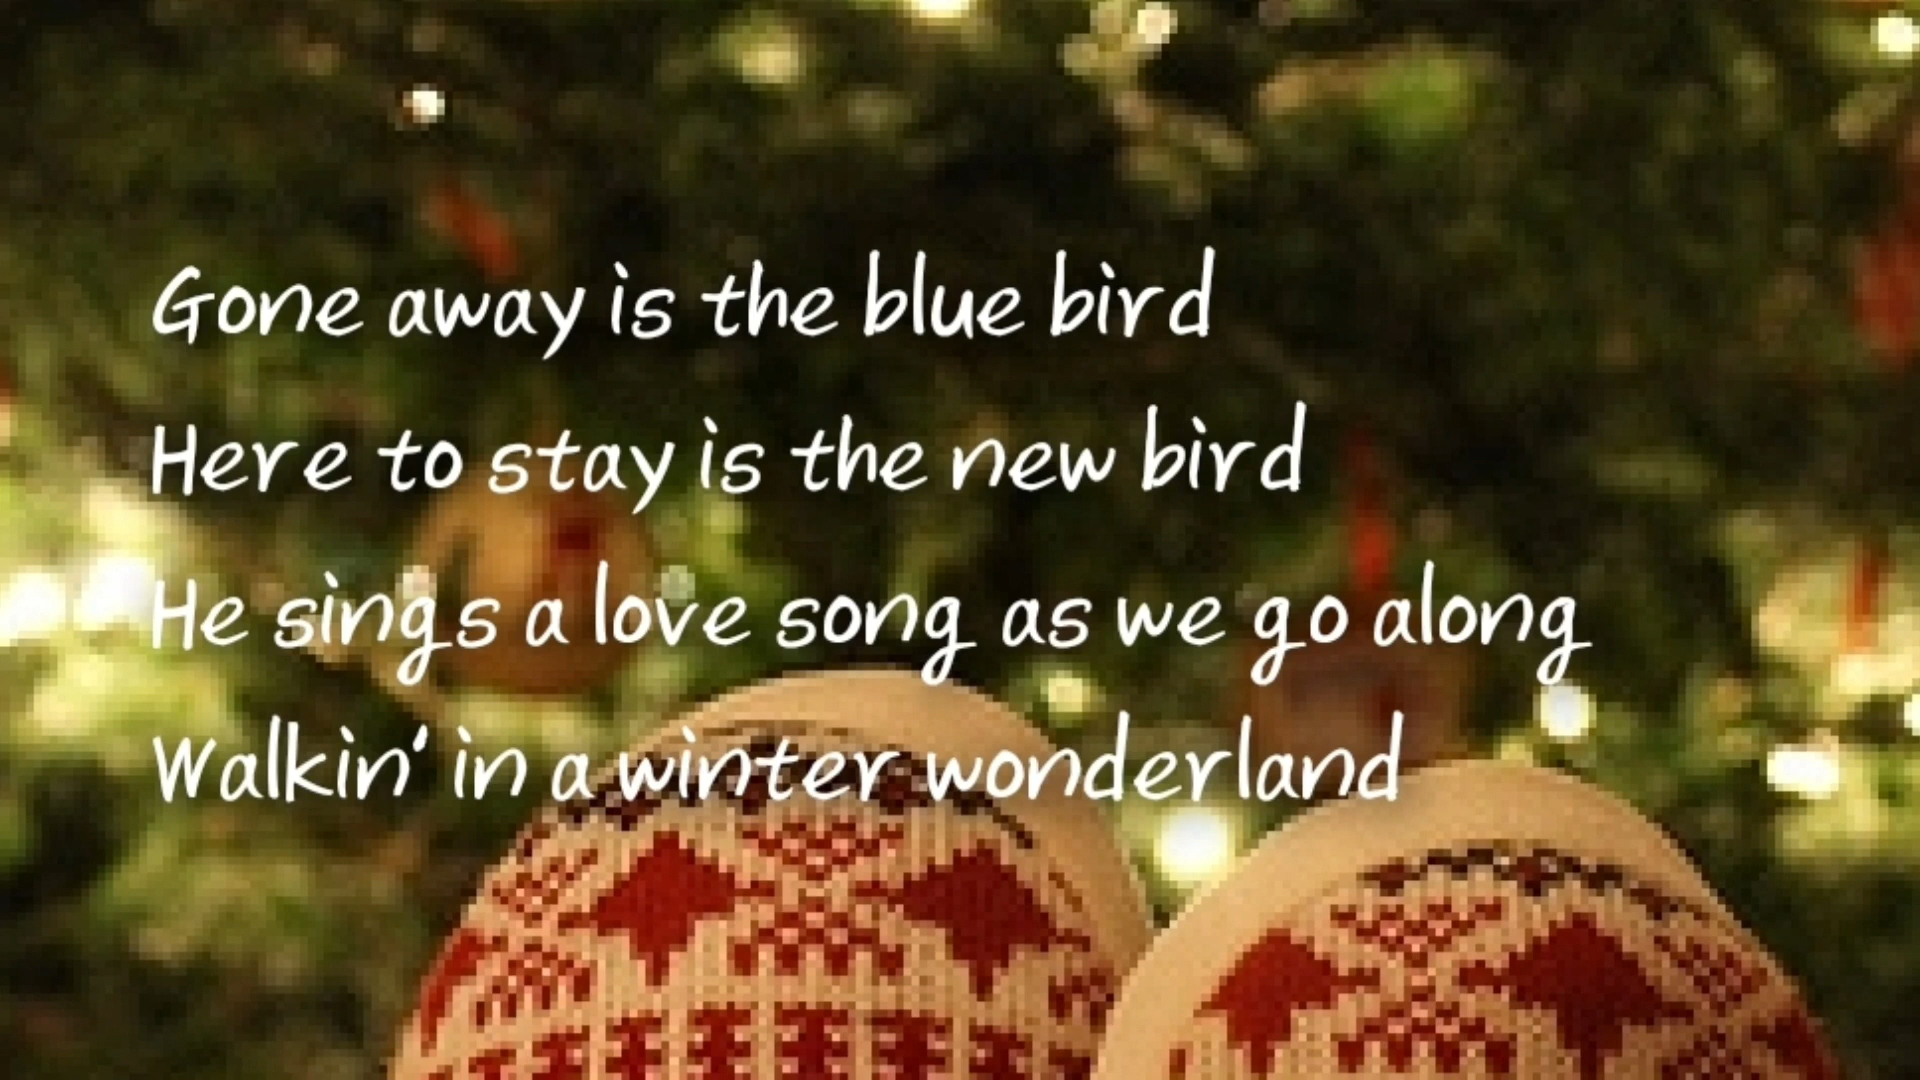 Gone away is the blue bird
Here to stay is the new bird
He sings a love song as we go along
Walkin' in a winter wonderland